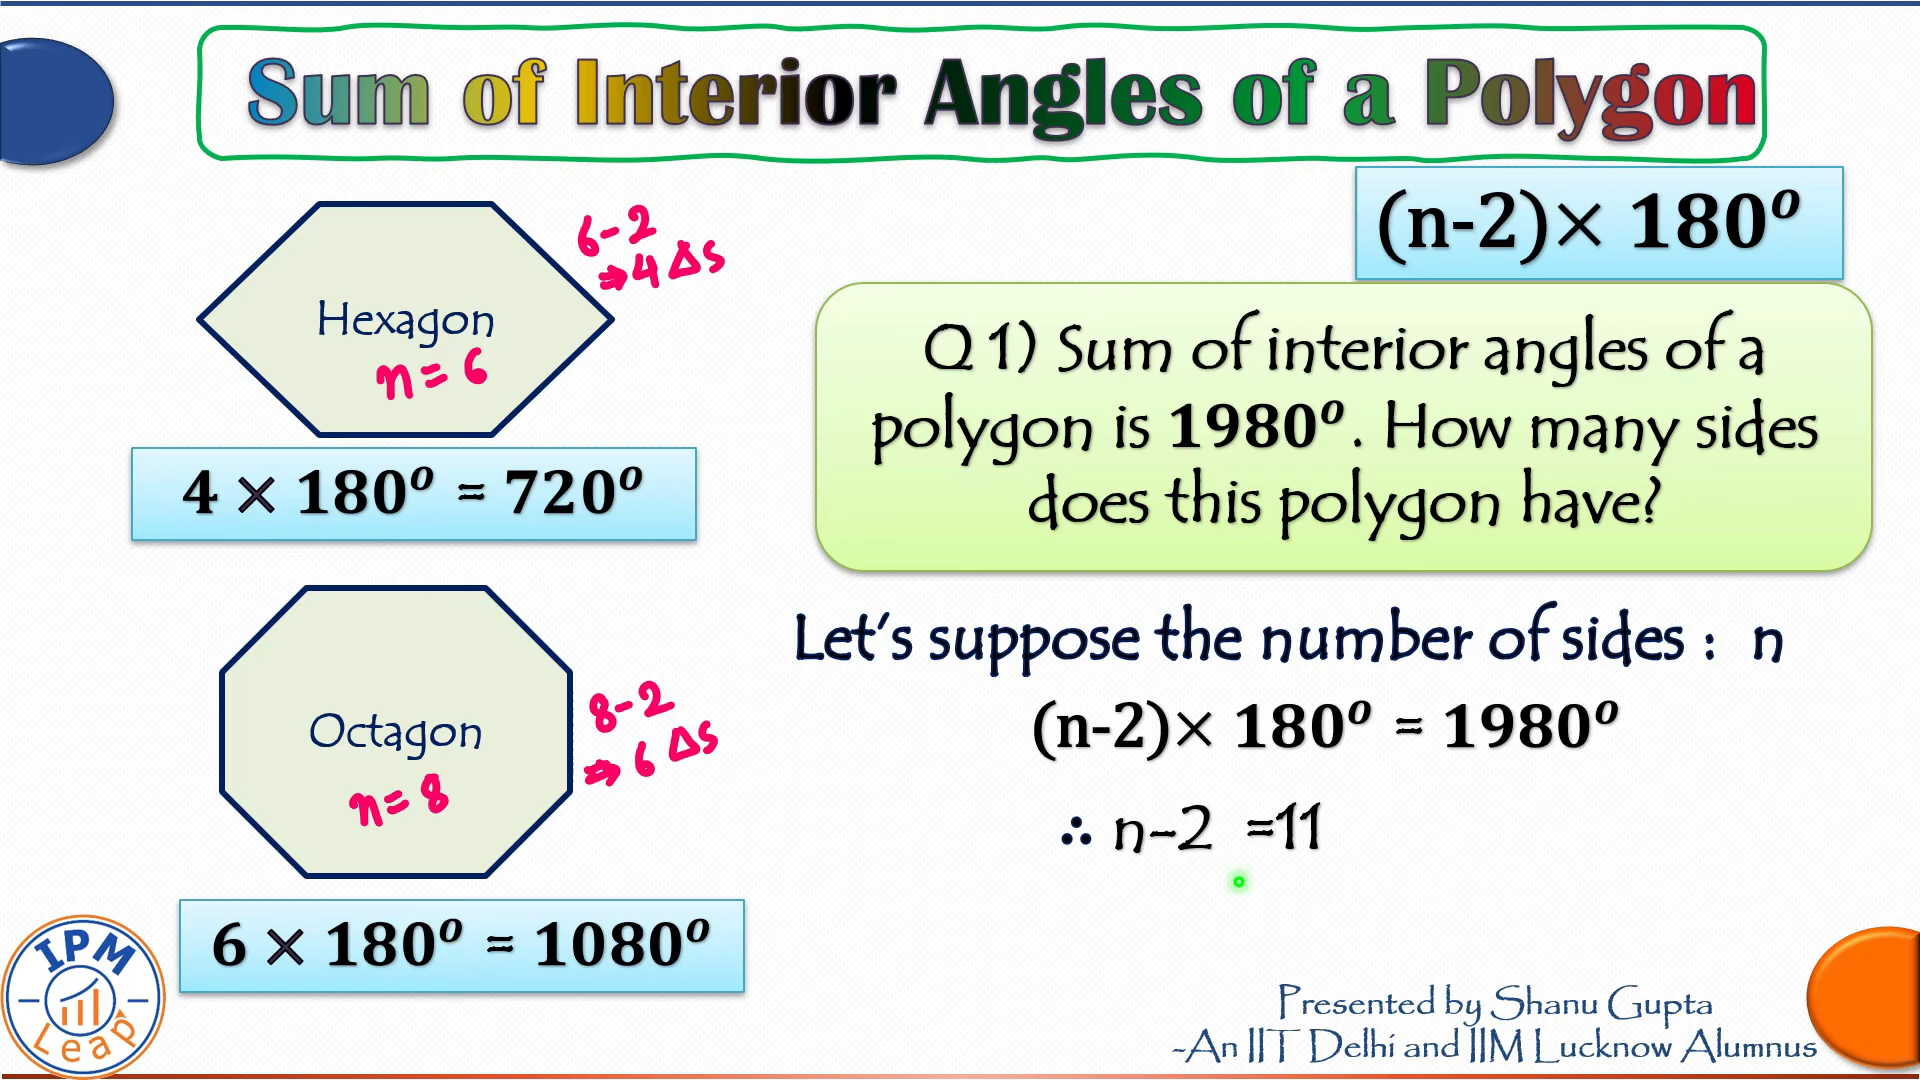 Sum of Interior Angles of a Polygon
(n-2)× 180°
Hexagon
n=6
6-2
⇒4 Δs
4 × 180° = 720°
Q 1) Sum of interior angles of a
polygon is 1980°. How many sides
does this polygon have?
Let's suppose the number of sides : n
(n-2)× 180° = 1980°
∴ n-2 =11
Octagon
n=8
8-2
⇒6 Δs
6 × 180° = 1080°
IPM
Leap
Presented by Shanu Gupta
-An IIT Delhi and IIM Lucknow Alumnus